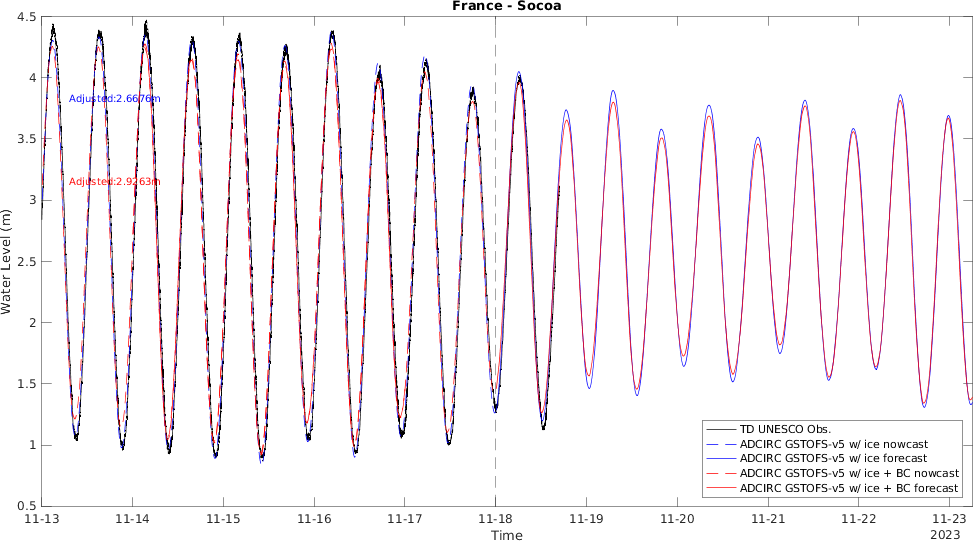 France - Socoa
4.5
4
3.5
3
2.5
2
1.5
1
0.5
Water Level (m)
Adjusted:2.6676m
Adjusted:2.9263m
TD UNESCO Obs.
ADCIRC GSTOFS-v5 w/ ice nowcast
ADCIRC GSTOFS-v5 w/ ice forecast
ADCIRC GSTOFS-v5 w/ ice + BC nowcast
ADCIRC GSTOFS-v5 w/ ice + BC forecast
11-13 11-14 11-15 11-16 11-17 11-18 11-19 11-20 11-21 11-22 11-23
Time 2023